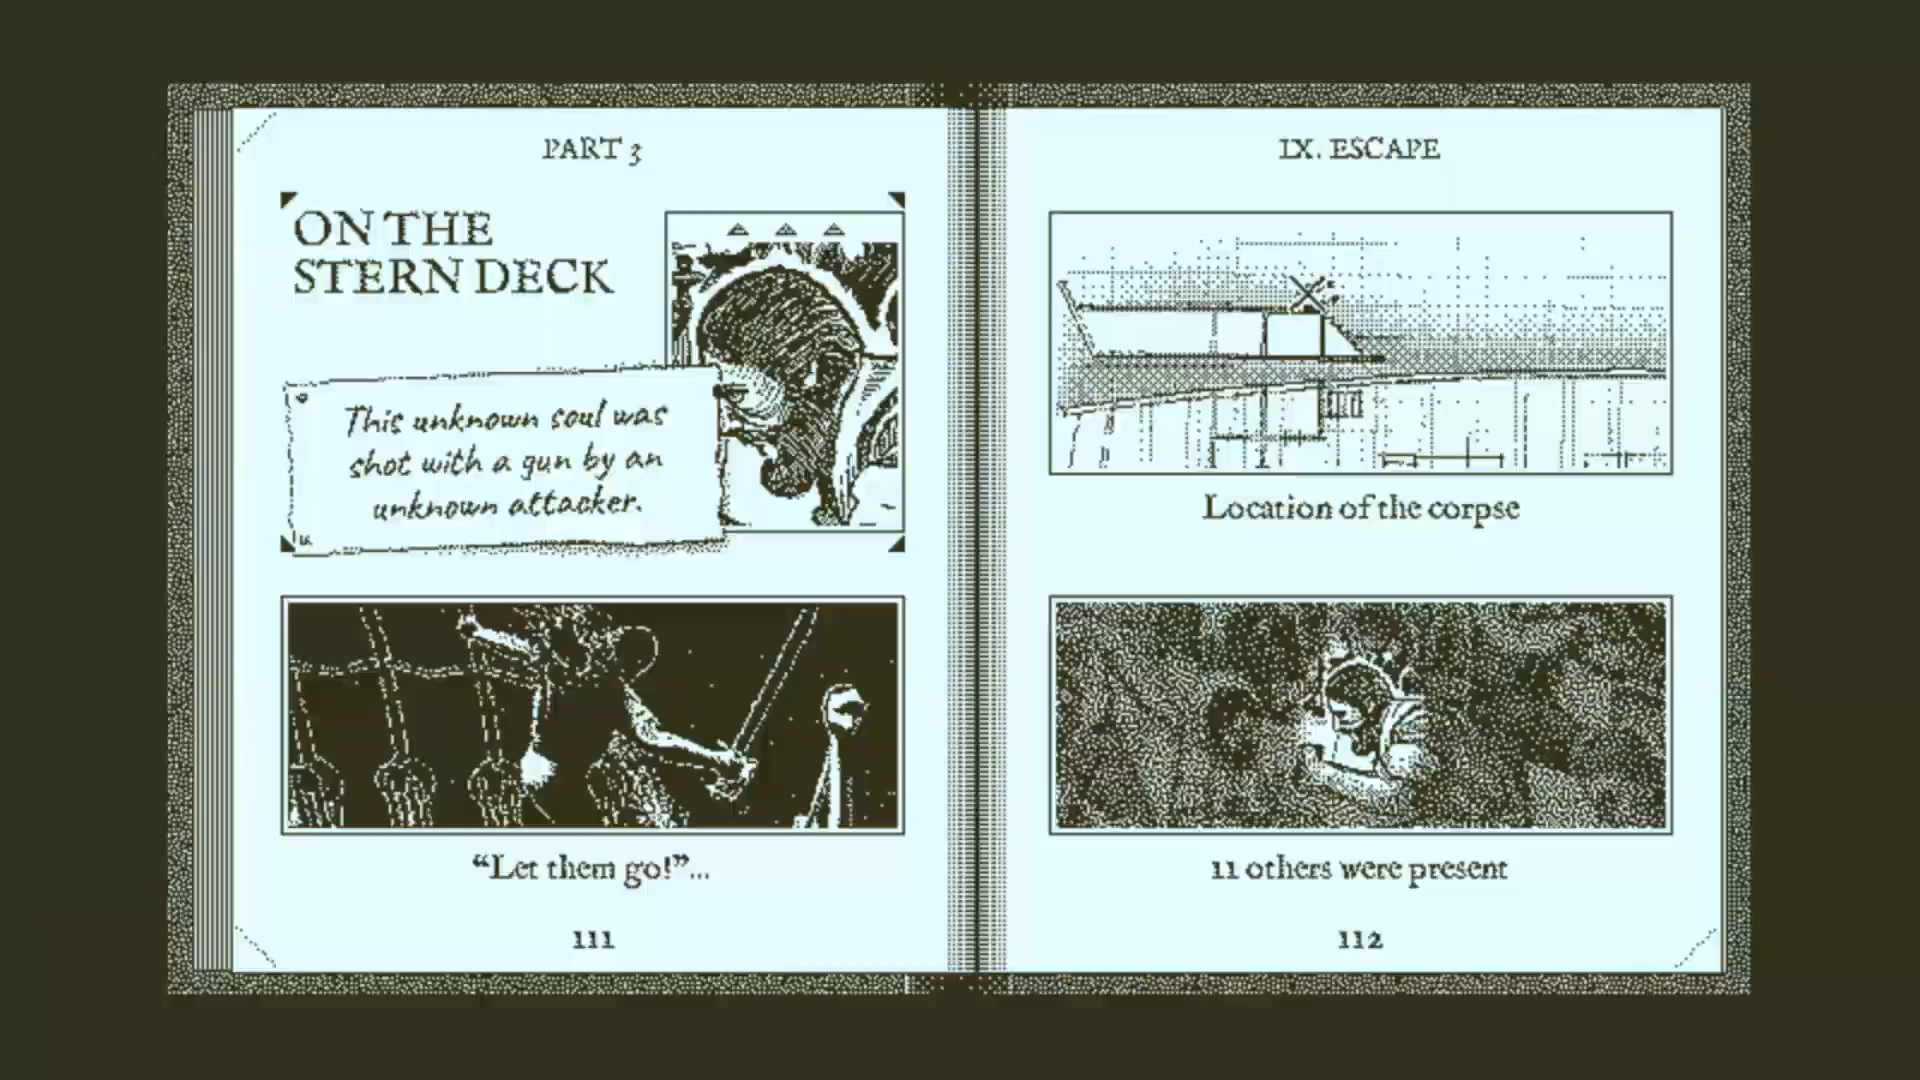 PART 3
ON THE
STERN DECK
This unknown soul was
shot with a gun by an
unknown attacker.
"Let them go!"...
111
IX. ESCAPE
Location of the corpse
11 others were present
112